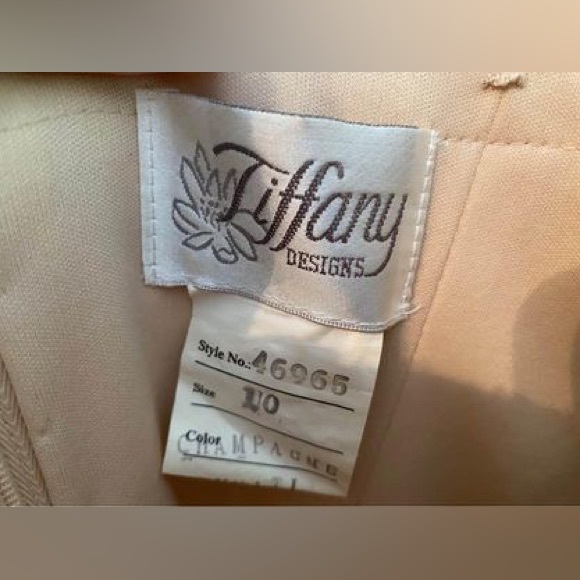 Tiffany
DESIGNS
Style No.: 46965
Size 10
Color CHAMPAGNE